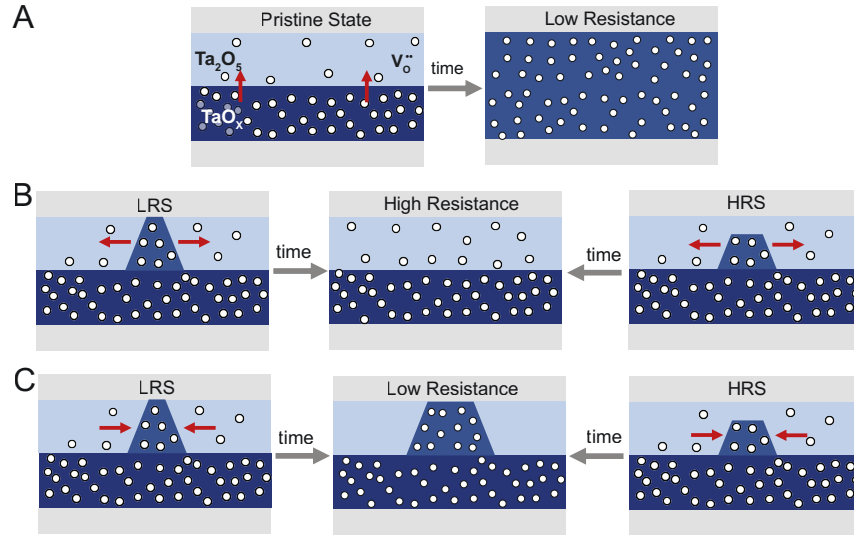 A
Pristine State
Low Resistance
Ta₂O₅
V_O^••
time
TaOₓ
B
LRS
High Resistance
HRS
time
time
C
LRS
Low Resistance
HRS
time
time